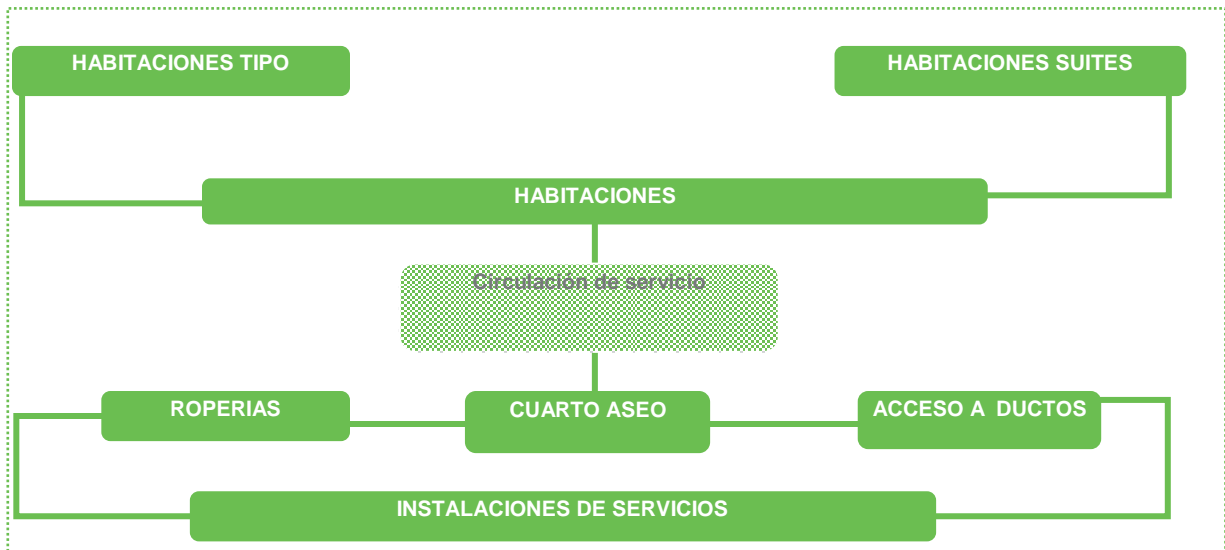 HABITACIONES TIPO
HABITACIONES SUITES
HABITACIONES
Circulación de servicio
ROPERIAS
CUARTO ASEO
ACCESO A  DUCTOS
INSTALACIONES DE SERVICIOS